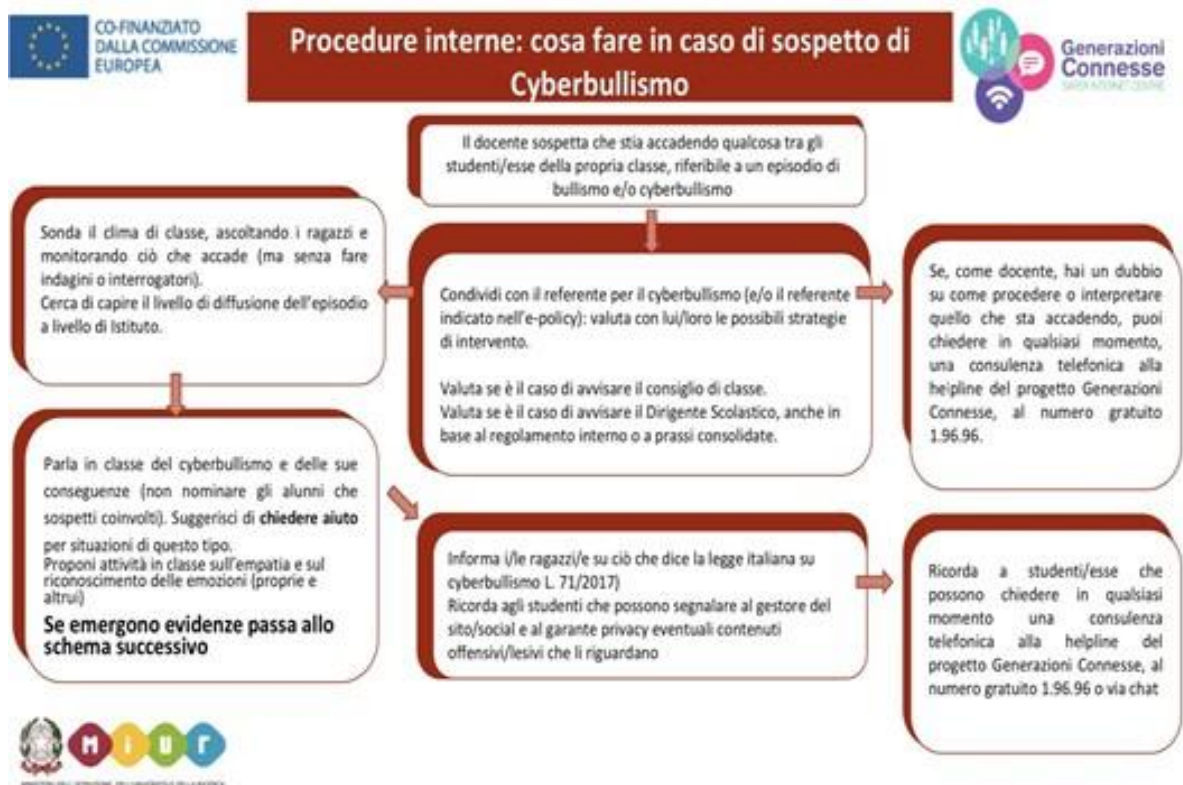 CO-FINANZIATO
DALLA COMMISSIONE
EUROPEA
Procedure interne: cosa fare in caso di sospetto di
Cyberbullismo
Generazioni
Connesse
SAFER INTERNET CENTRE
Il docente sospetta che stia accadendo qualcosa tra gli
studenti/esse della propria classe, riferibile a un episodio di
bullismo e/o cyberbullismo
Sonda il clima di classe, ascoltando i ragazzi e
monitorando ciò che accade (ma senza fare
indagini o interrogatori).
Cerca di capire il livello di diffusione dell'episodio
a livello di Istituto.
Condividi con il referente per il cyberbullismo (e/o il referente
indicato nell'e-policy): valuta con lui/loro le possibili strategie
di intervento.
Valuta se è il caso di avvisare il consiglio di classe.
Valuta se è il caso di avvisare il Dirigente Scolastico, anche in
base al regolamento interno o a prassi consolidate.
Se, come docente, hai un dubbio
su come procedere o interpretare
quello che sta accadendo, puoi
chiedere in qualsiasi momento,
una consulenza telefonica alla
helpline del progetto Generazioni
Connesse, al numero gratuito
1.96.96.
Parla in classe del cyberbullismo e delle sue
conseguenze (non nominare gli alunni che
sospetti coinvolti). Suggerisci di chiedere aiuto
per situazioni di questo tipo.
Proponi attività in classe sull'empatia e sul
riconoscimento delle emozioni (proprie e
altrui)
Se emergono evidenze passa allo
schema successivo
Informa i/le ragazzi/e su ciò che dice la legge italiana su
cyberbullismo L. 71/2017)
Ricorda agli studenti che possono segnalare al gestore del
sito/social e al garante privacy eventuali contenuti
offensivi/lesivi che li riguardano
Ricorda a studenti/esse che
possono chiedere in qualsiasi
momento una consulenza
telefonica alla helpline del
progetto Generazioni Connesse, al
numero gratuito 1.96.96 o via chat
MIUR